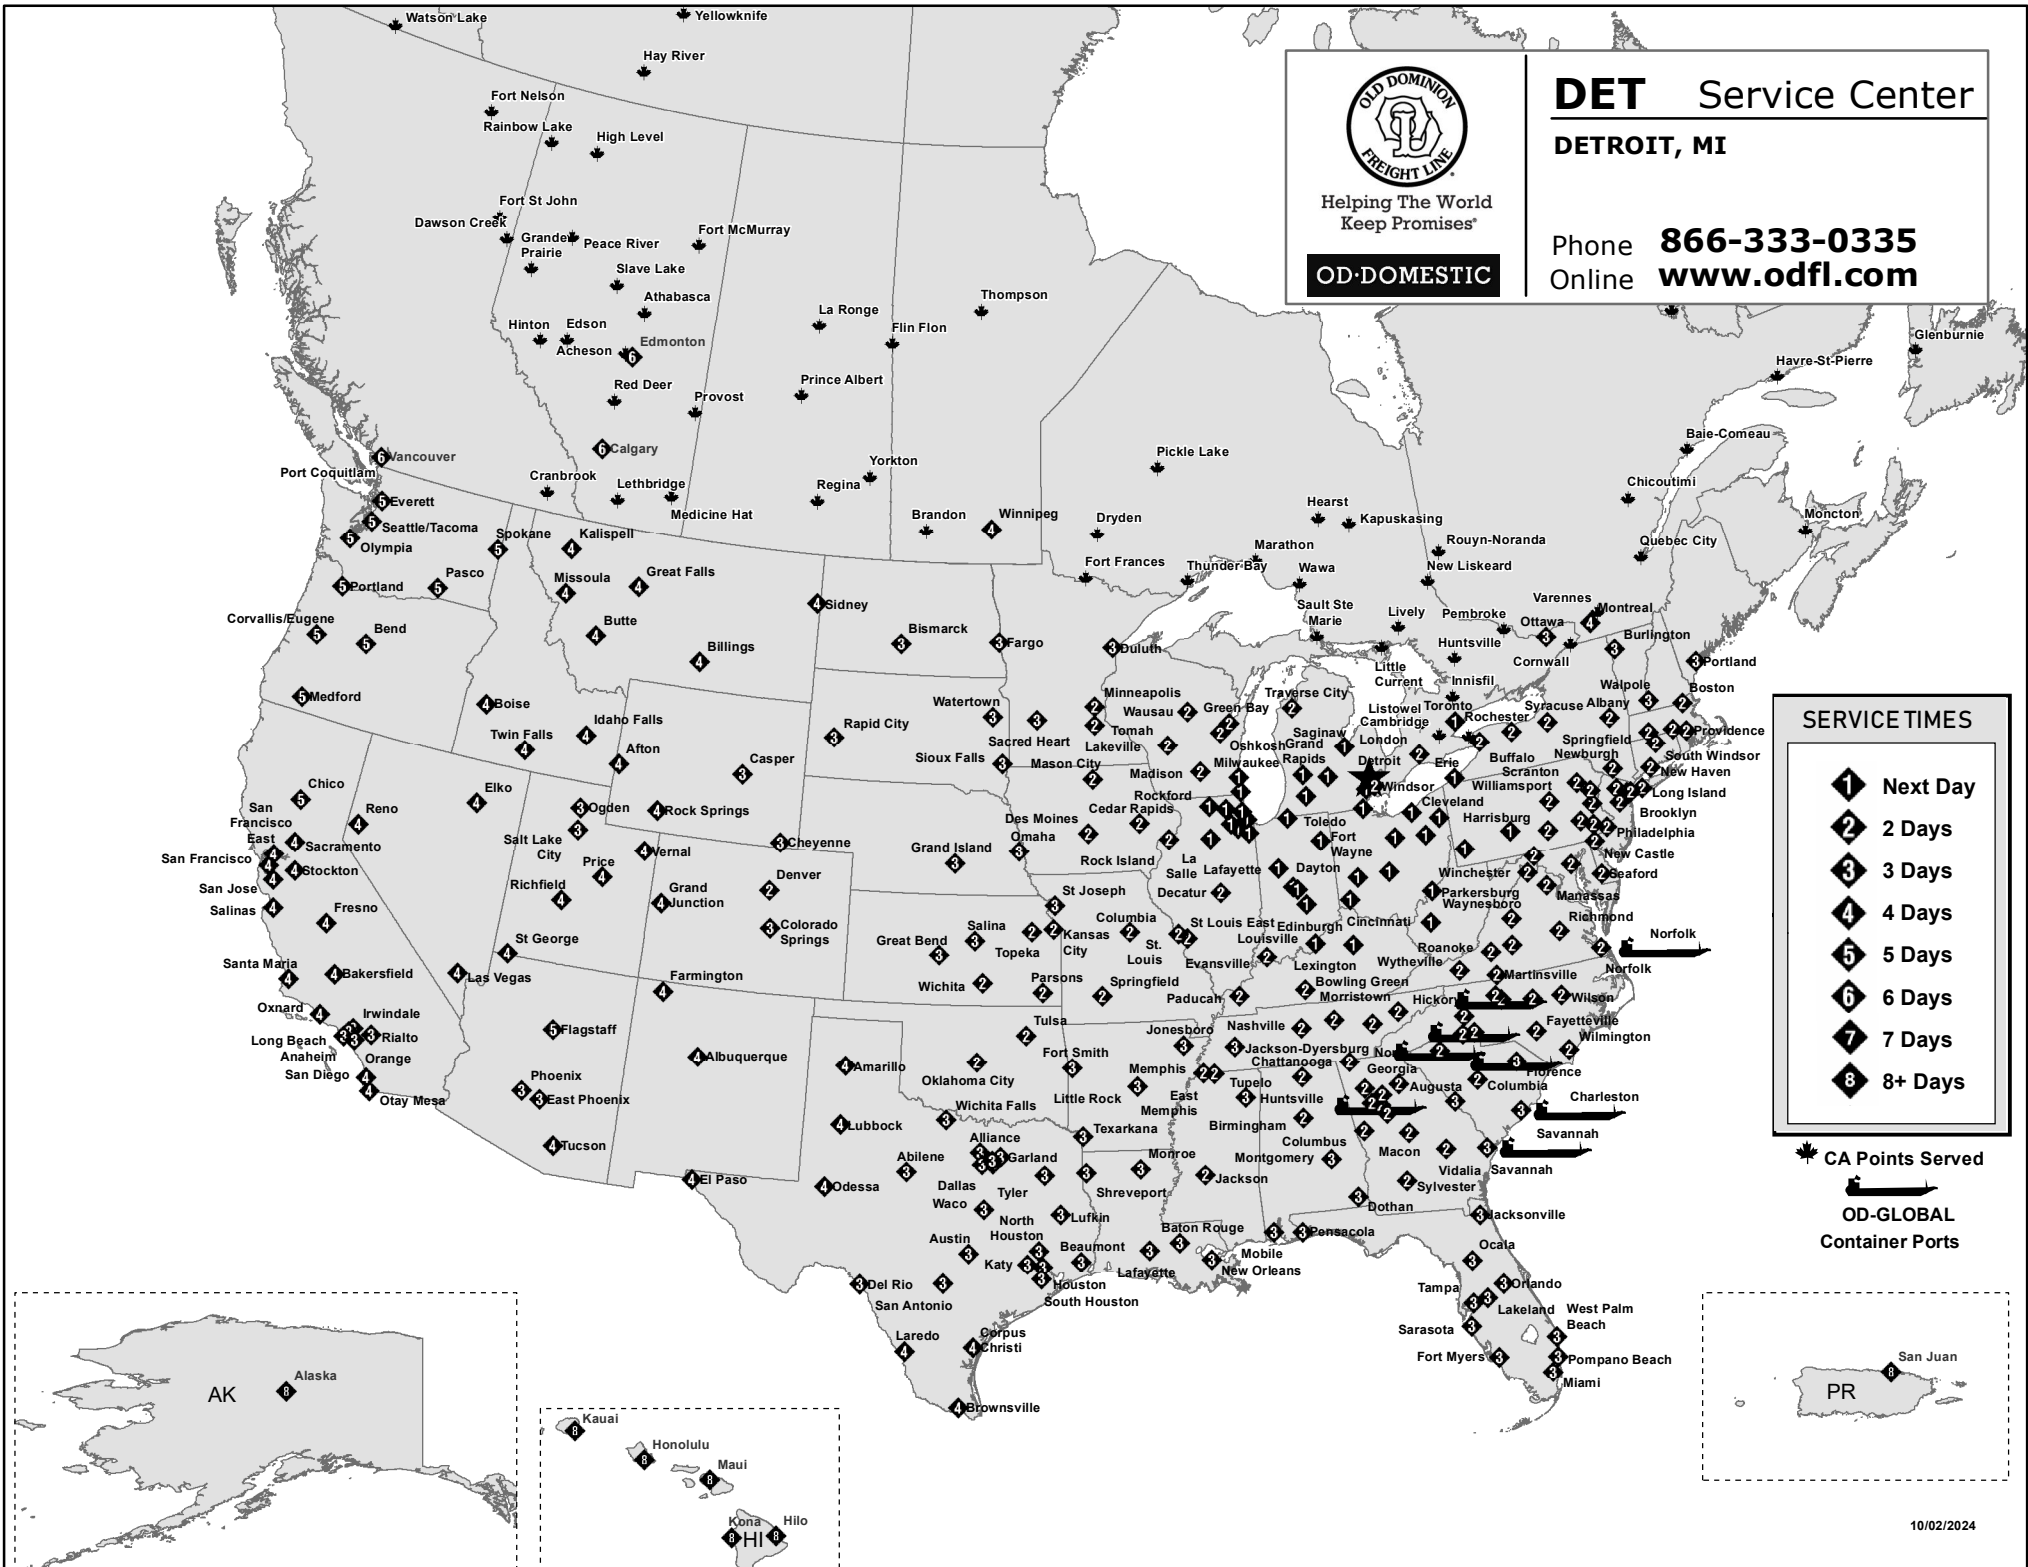 Watson Lake
Yellowknife
Hay River
Fort Nelson
Rainbow Lake
High Level
Fort St John
Dawson Creek
Grande
Prairie
Peace River
Fort McMurray
Slave Lake
Athabasca
Hinton
Edson
Acheson
Edmonton
6
Red Deer
Provost
La Ronge
Flin Flon
Thompson
Prince Albert
Calgary
6
Vancouver
6
Port Coquitlam
Cranbrook
Lethbridge
Medicine Hat
Regina
Yorkton
Brandon
Winnipeg
4
Pickle Lake
Dryden
Fort Frances
Thunder Bay
Marathon
Hearst
Kapuskasing
Wawa
Rouyn-Noranda
New Liskeard
Sault Ste
Marie
Lively
Little
Current
Pembroke
Huntsville
Innisfil
Varennes
Montreal
Ottawa
Cornwall
Quebec City
Chicoutimi
Baie-Comeau
Moncton
Havre-St-Pierre
Glenburnie
OLD DOMINION
FREIGHT LINE
Helping The World
Keep Promises®
OD·DOMESTIC
DET Service Center
DETROIT, MI
Phone 866-333-0335
Online www.odfl.com
Everett
Seattle/Tacoma
Olympia
Spokane
Kalispell
Portland
Pasco
Missoula
Great Falls
Sidney
Corvallis/Eugene
Bend
Butte
Billings
Bismarck
Fargo
Duluth
Medford
Boise
Idaho Falls
Twin Falls
Afton
Casper
Rapid City
Watertown
Sacred Heart
Sioux Falls
Minneapolis
Wausau
Tomah
Lakeville
Mason City
Green Bay
Oshkosh
Milwaukee
Madison
Rockford
Traverse City
Grand
Rapids
Saginaw
Listowel
Cambridge
London
Toronto
Detroit
Windsor
Rochester
Syracuse
Albany
Burlington
Portland
Walpole
Boston
Providence
Springfield
Newburgh
South Windsor
New Haven
Long Island
Brooklyn
Buffalo
Erie
Scranton
Williamsport
Harrisburg
Philadelphia
New Castle
Seaford
Cleveland
Toledo
Fort
Wayne
Chico
San
Francisco
East
San Francisco
Sacramento
Stockton
San Jose
Salinas
Fresno
Reno
Elko
Ogden
Salt Lake
City
Price
Richfield
Rock Springs
Vernal
Cheyenne
Denver
Grand
Junction
Colorado
Springs
Grand Island
Omaha
Des Moines
Cedar Rapids
Rock Island
La
Salle
Lafayette
Dayton
Decatur
St Joseph
Columbia
Kansas
City
Topeka
Salina
Great Bend
Wichita
Parsons
Springfield
St Louis East
St.
Louis
Edinburgh
Louisville
Evansville
Cincinnati
Lexington
Paducah
Bowling Green
Morristown
Winchester
Parkersburg
Waynesboro
Manassas
Richmond
Roanoke
Wytheville
Martinsville
Norfolk
Norfolk
Hickory
Wilson
Fayetteville
Wilmington
Florence
Columbia
Charleston
Savannah
Savannah
Santa Maria
Bakersfield
Las Vegas
St George
Farmington
Oxnard
Irwindale
Long Beach
Rialto
Anaheim
Orange
San Diego
Otay Mesa
Flagstaff
Phoenix
East Phoenix
Tucson
Albuquerque
El Paso
Amarillo
Lubbock
Odessa
Oklahoma City
Tulsa
Wichita Falls
Fort Smith
Little Rock
Jonesboro
Memphis
East
Memphis
Nashville
Jackson-Dyersburg
Chattanooga
Tupelo
Huntsville
Birmingham
Georgia
Augusta
Columbus
Macon
Montgomery
Vidalia
Sylvester
Dothan
Alliance
Garland
Abilene
Dallas
Tyler
Waco
Texarkana
Monroe
Shreveport
Jackson
Lufkin
North
Houston
Austin
Katy
Beaumont
Houston
South Houston
Baton Rouge
Lafayette
New Orleans
Mobile
Pensacola
Jacksonville
Ocala
Orlando
Tampa
Lakeland
Sarasota
Fort Myers
West Palm
Beach
Pompano Beach
Miami
Del Rio
San Antonio
Laredo
Corpus
Christi
Brownsville
SERVICE TIMES
1 Next Day
2 2 Days
3 3 Days
4 4 Days
5 5 Days
6 6 Days
7 7 Days
8 8+ Days
CA Points Served
OD-GLOBAL
Container Ports
AK
Alaska
8
Kauai
8
Honolulu
8
Maui
8
Kona
8
HI
Hilo
8
San Juan
8
PR
10/02/2024